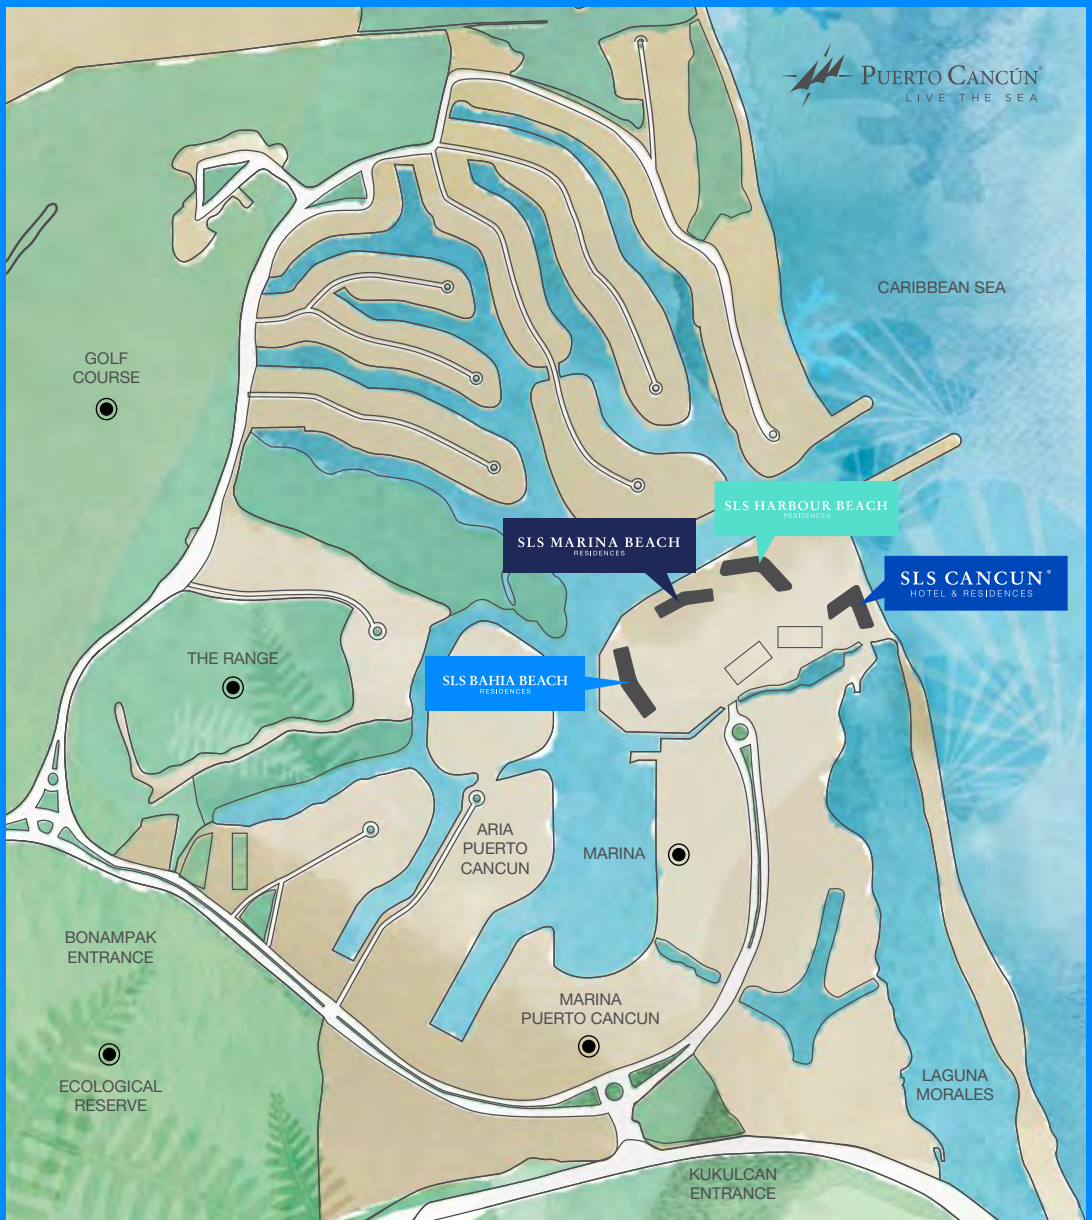 PUERTO CANCÚN®
LIVE THE SEA
CARIBBEAN SEA
GOLF
COURSE
SLS HARBOUR BEACH
RESIDENCES
SLS MARINA BEACH
RESIDENCES
SLS CANCUN®
HOTEL & RESIDENCES
THE RANGE
SLS BAHIA BEACH
RESIDENCES
ARIA
PUERTO
CANCUN
MARINA
BONAMPAK
ENTRANCE
MARINA
PUERTO CANCUN
ECOLOGICAL
RESERVE
LAGUNA
MORALES
KUKULCAN
ENTRANCE